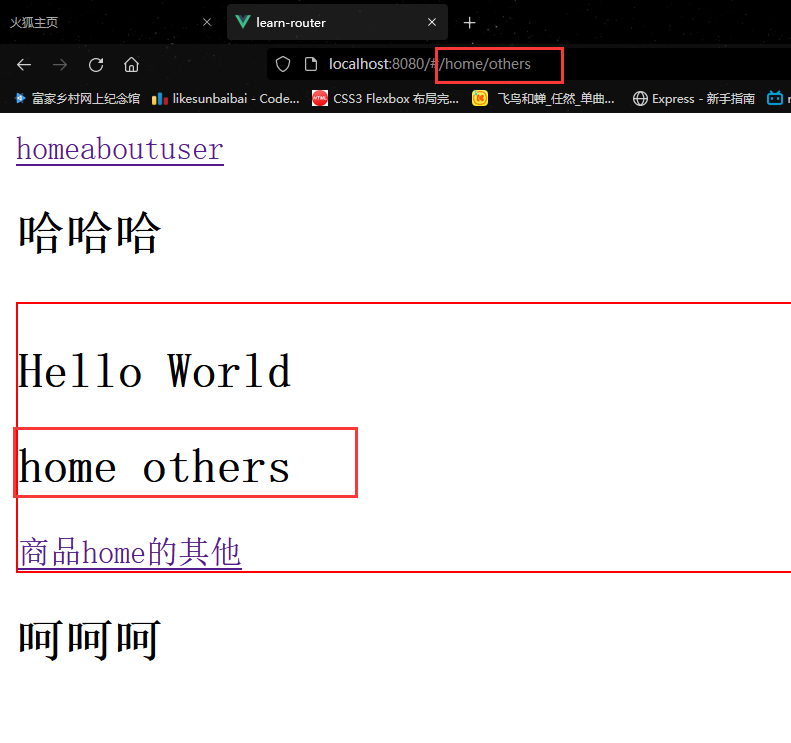 火狐主页
learn-router
localhost:8080/#/home/others
富家乡村网上纪念馆 likesunbaibai - Code... CSS3 Flexbox 布局完... 飞鸟和蝉_任然_单曲... Express - 新手指南
homeaboutuser
哈哈哈
Hello World
home others
商品home的其他
呵呵呵